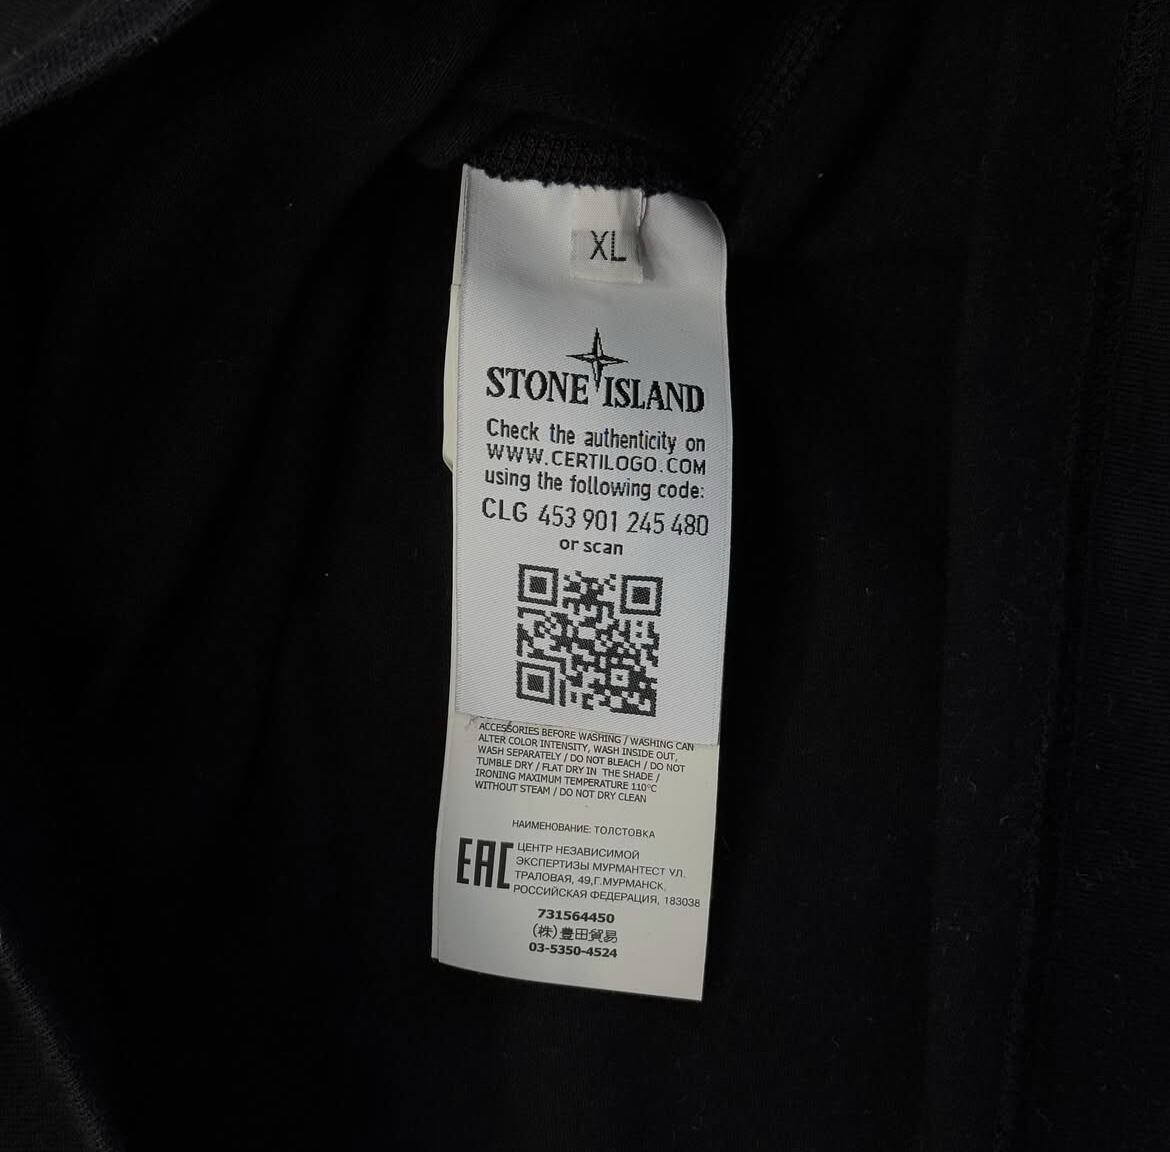 XL
STONE ISLAND
Check the authenticity on
WWW.CERTILOGO.COM
using the following code:
CLG 453 901 245 480
or scan
ACCESSORIES BEFORE WASHING / WASHING CAN
ALTER COLOR INTENSITY, WASH INSIDE OUT,
WASH SEPARATELY / DO NOT BLEACH / DO NOT
TUMBLE DRY / FLAT DRY IN THE SHADE /
IRONING MAXIMUM TEMPERATURE 110°C
WITHOUT STEAM / DO NOT DRY CLEAN
НАИМЕНОВАНИЕ: ТОЛСТОВКА
EAC
ЦЕНТР НЕЗАВИСИМОЙ
ЭКСПЕРТИЗЫ МУРМАНТЕСТ УЛ.
ТРАЛОВАЯ, 49,Г.МУРМАНСК,
РОССИЙСКАЯ ФЕДЕРАЦИЯ, 183038
731564450
(株)豊田貿易
03-5350-4524